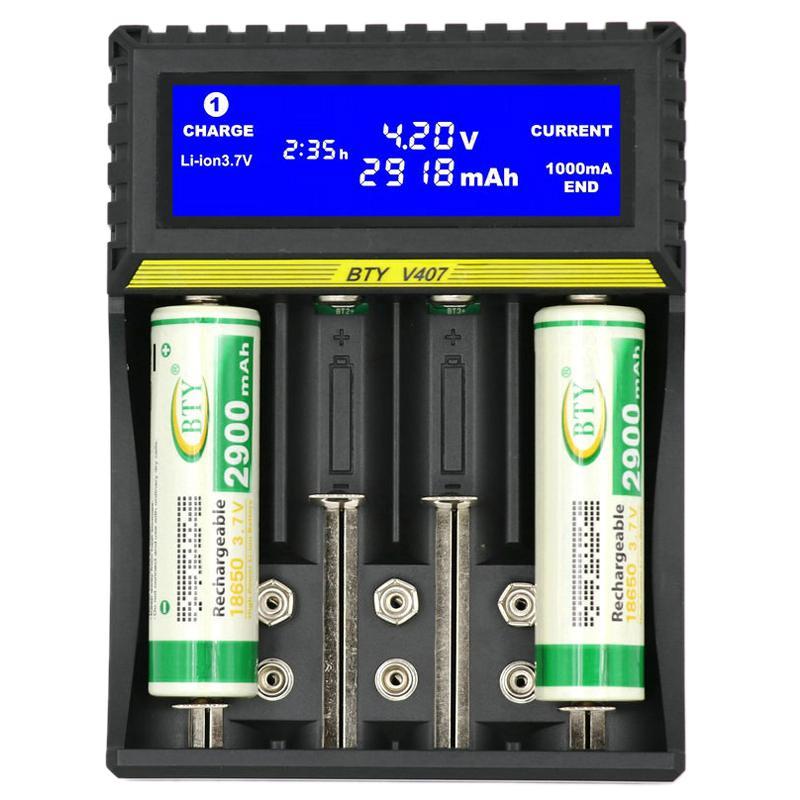 1
CHARGE
Li-ion3.7V
2:35h
4.20V
2918mAh
CURRENT
1000mA
END
BTY V407
BT2+
BT3+
+
+
BTY®
2900 mAh
Rechargeable
18650 3.7V
BTY®
2900 mAh
Rechargeable
18650 3.7V